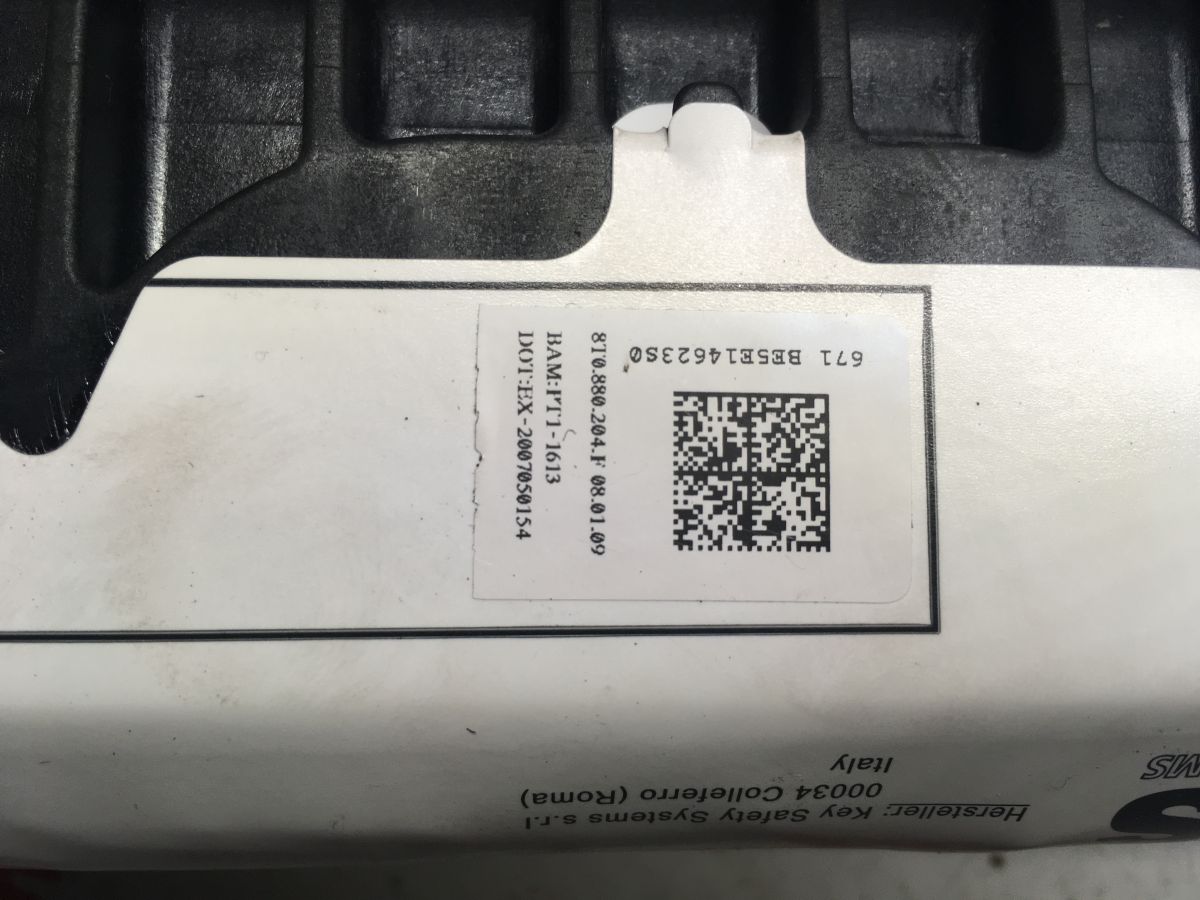 671 BE5E14623S0
8T0.880.204.F 08.01.09
BAM:PT1-1613
DOT:EX-2007050154
Hersteller: Key Safety Systems s.r.l
00034 Colleferro (Roma)
Italy